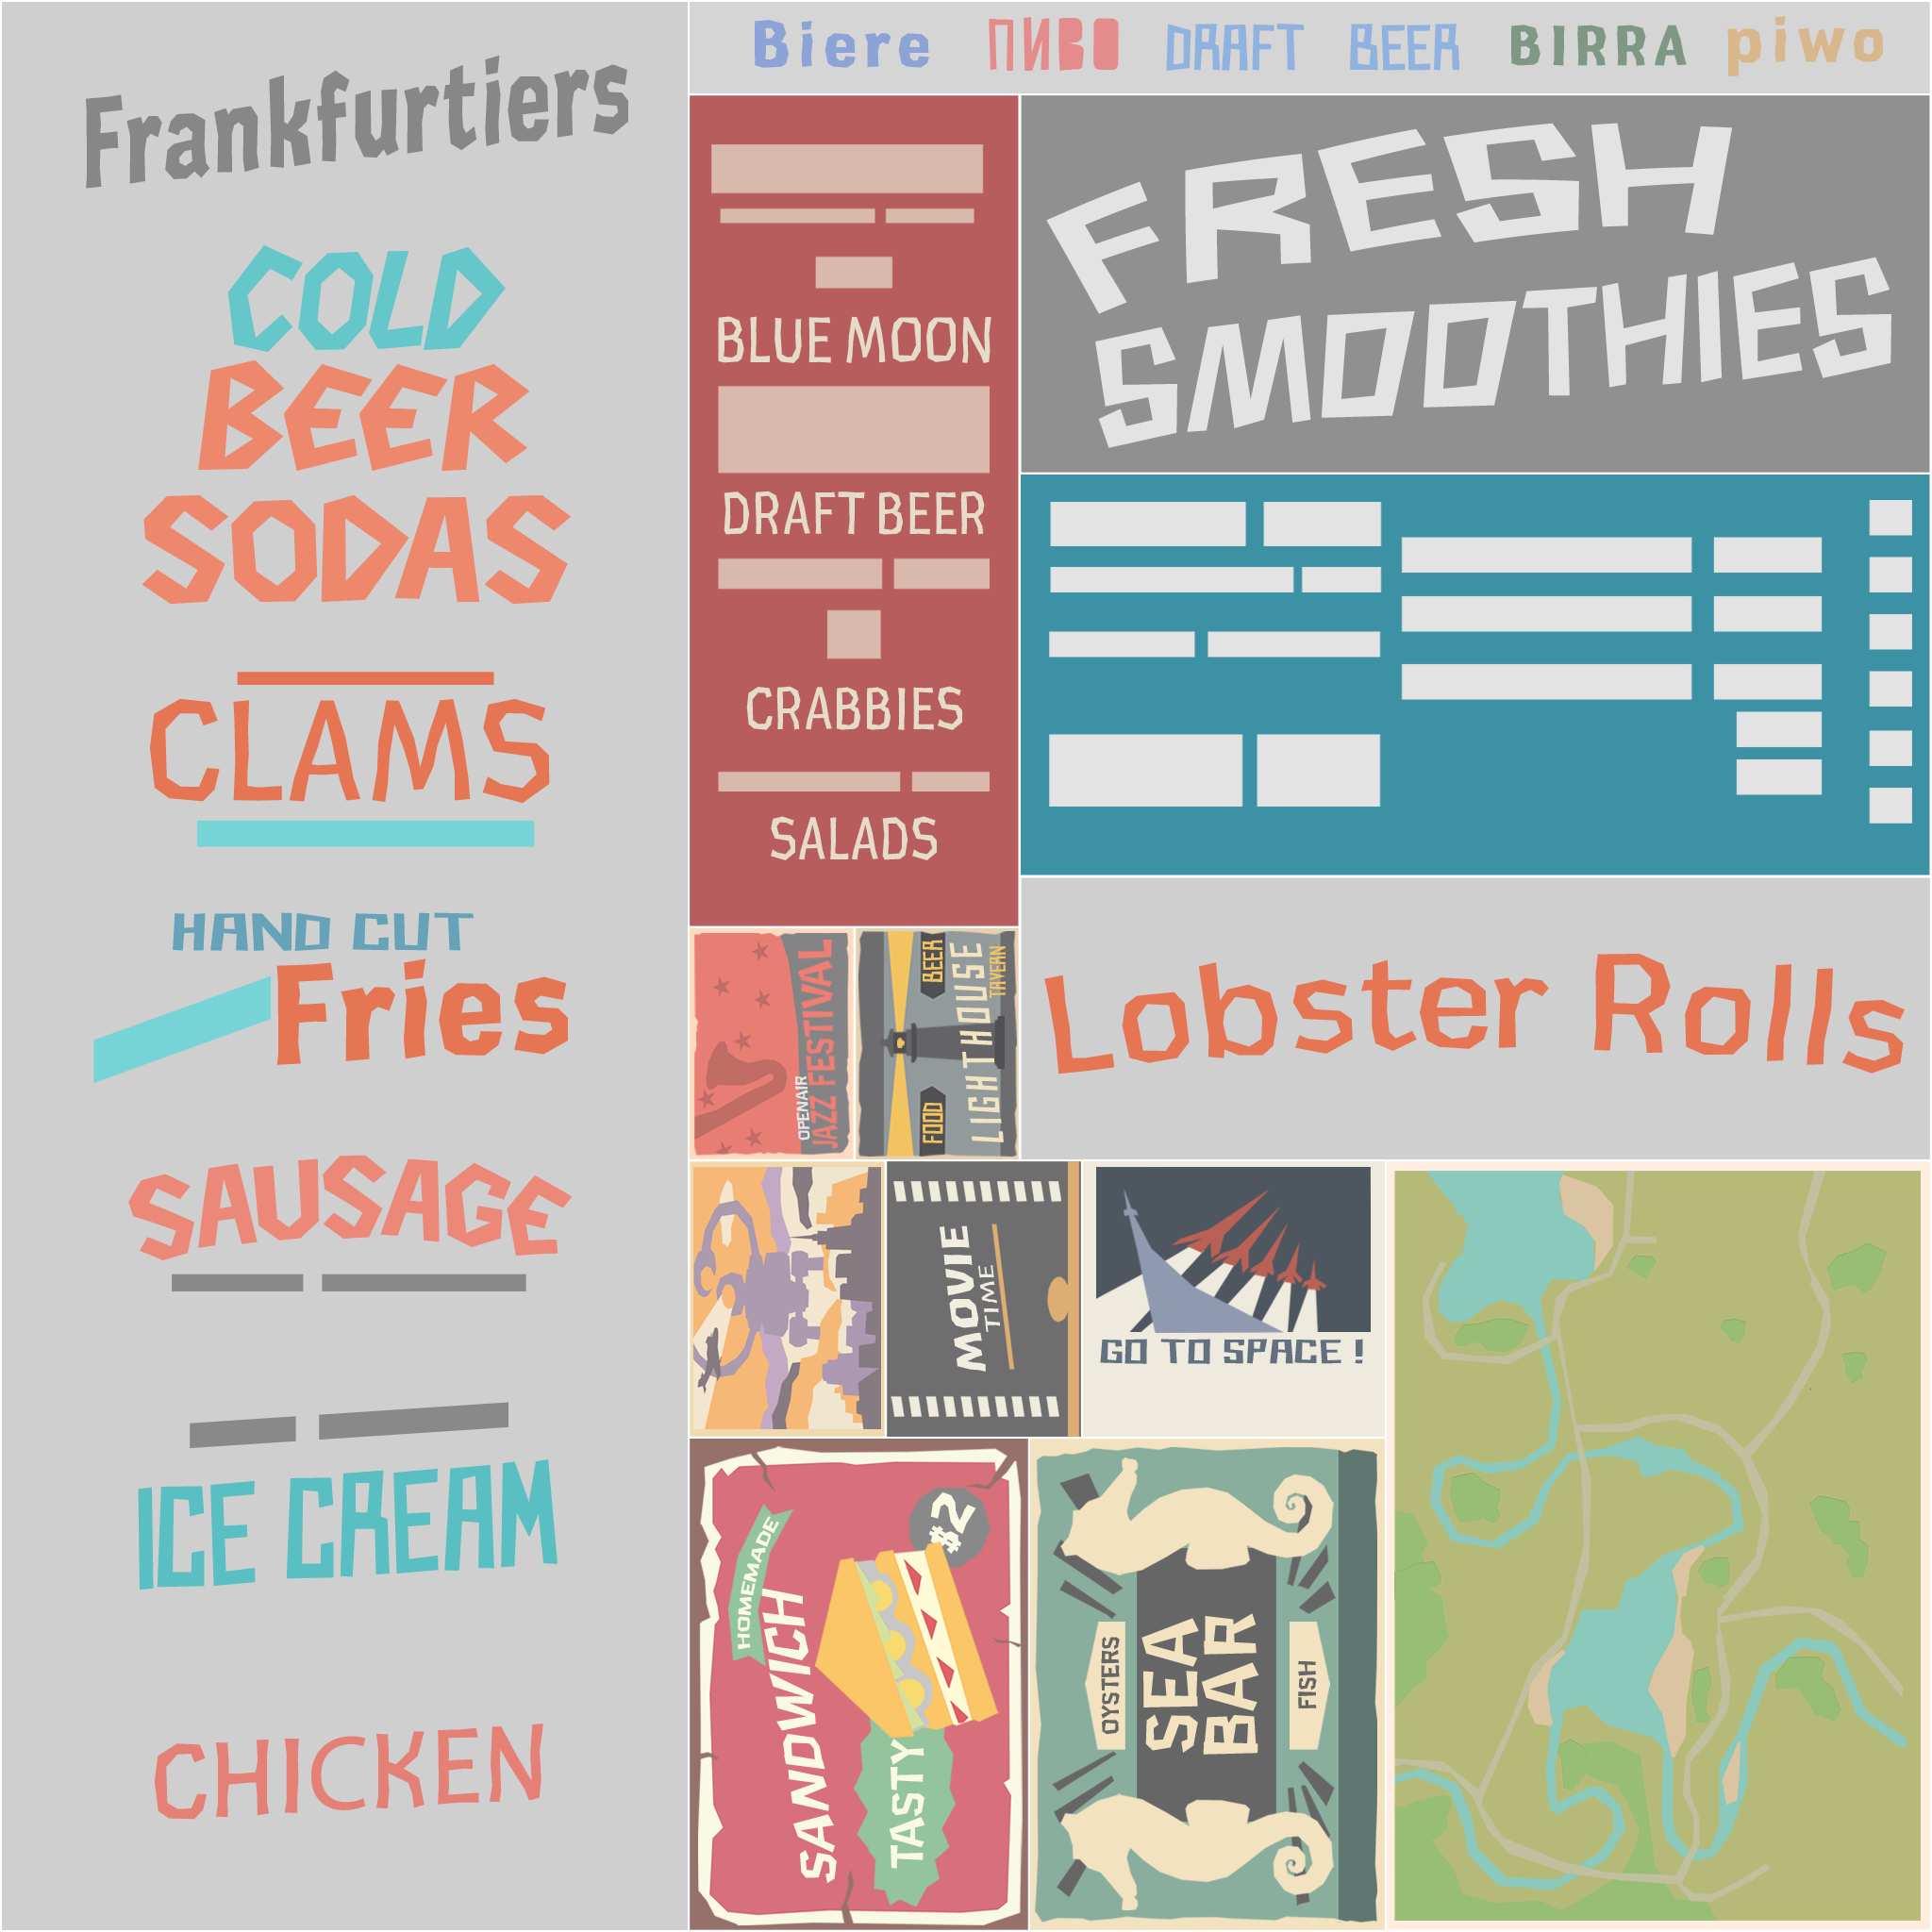 Frankfurtiers
COLD
BEER
SODAS
CLAMS
HAND CUT
Fries
SAUSAGE
ICE CREAM
CHICKEN
Biere ПИВО DRAFT BEER BIRRA piwo
BLUE MOON
DRAFT BEER
CRABBIES
SALADS
FRESH
SMOOTHIES
Lobster Rolls
OPENAIR
JAZZ FESTIVAL
FOOD BEER
LIGHTHOUSE
TAVERN
MOVIE
TIME
GO TO SPACE !
HOMEMADE
SANDWICH
#2
TASTY
OYSTERS
SEA
BAR
FISH